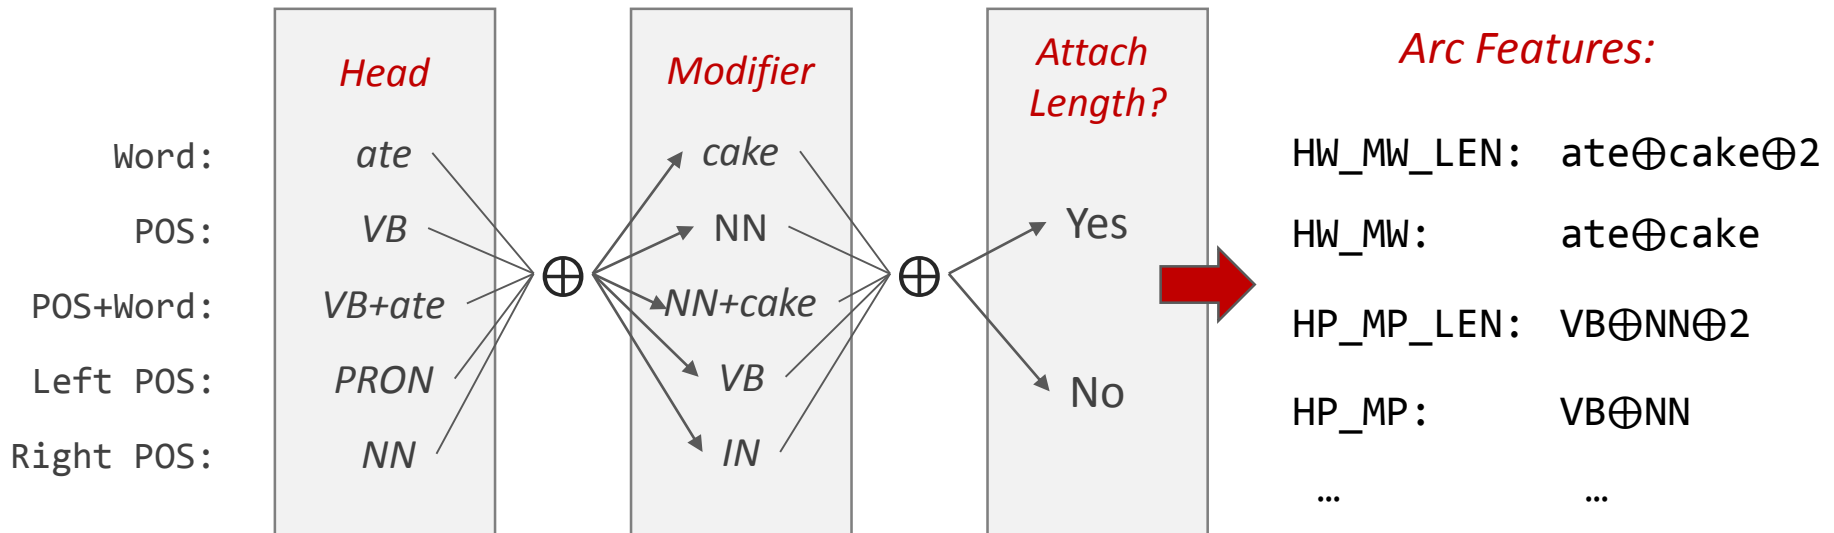 Head Modifier Attach Length? Arc Features:
Word: ate cake HW_MW_LEN: ate⊕cake⊕2
POS: VB NN Yes HW_MW: ate⊕cake
⊕ ⊕
POS+Word: VB+ate NN+cake HP_MP_LEN: VB⊕NN⊕2
Left POS: PRON VB No HP_MP: VB⊕NN
Right POS: NN IN
… …